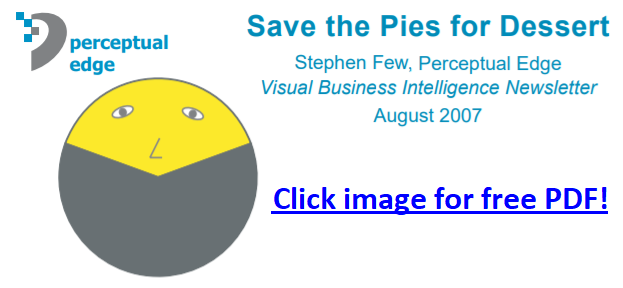 perceptual
edge
Save the Pies for Dessert
Stephen Few, Perceptual Edge
Visual Business Intelligence Newsletter
August 2007
Click image for free PDF!